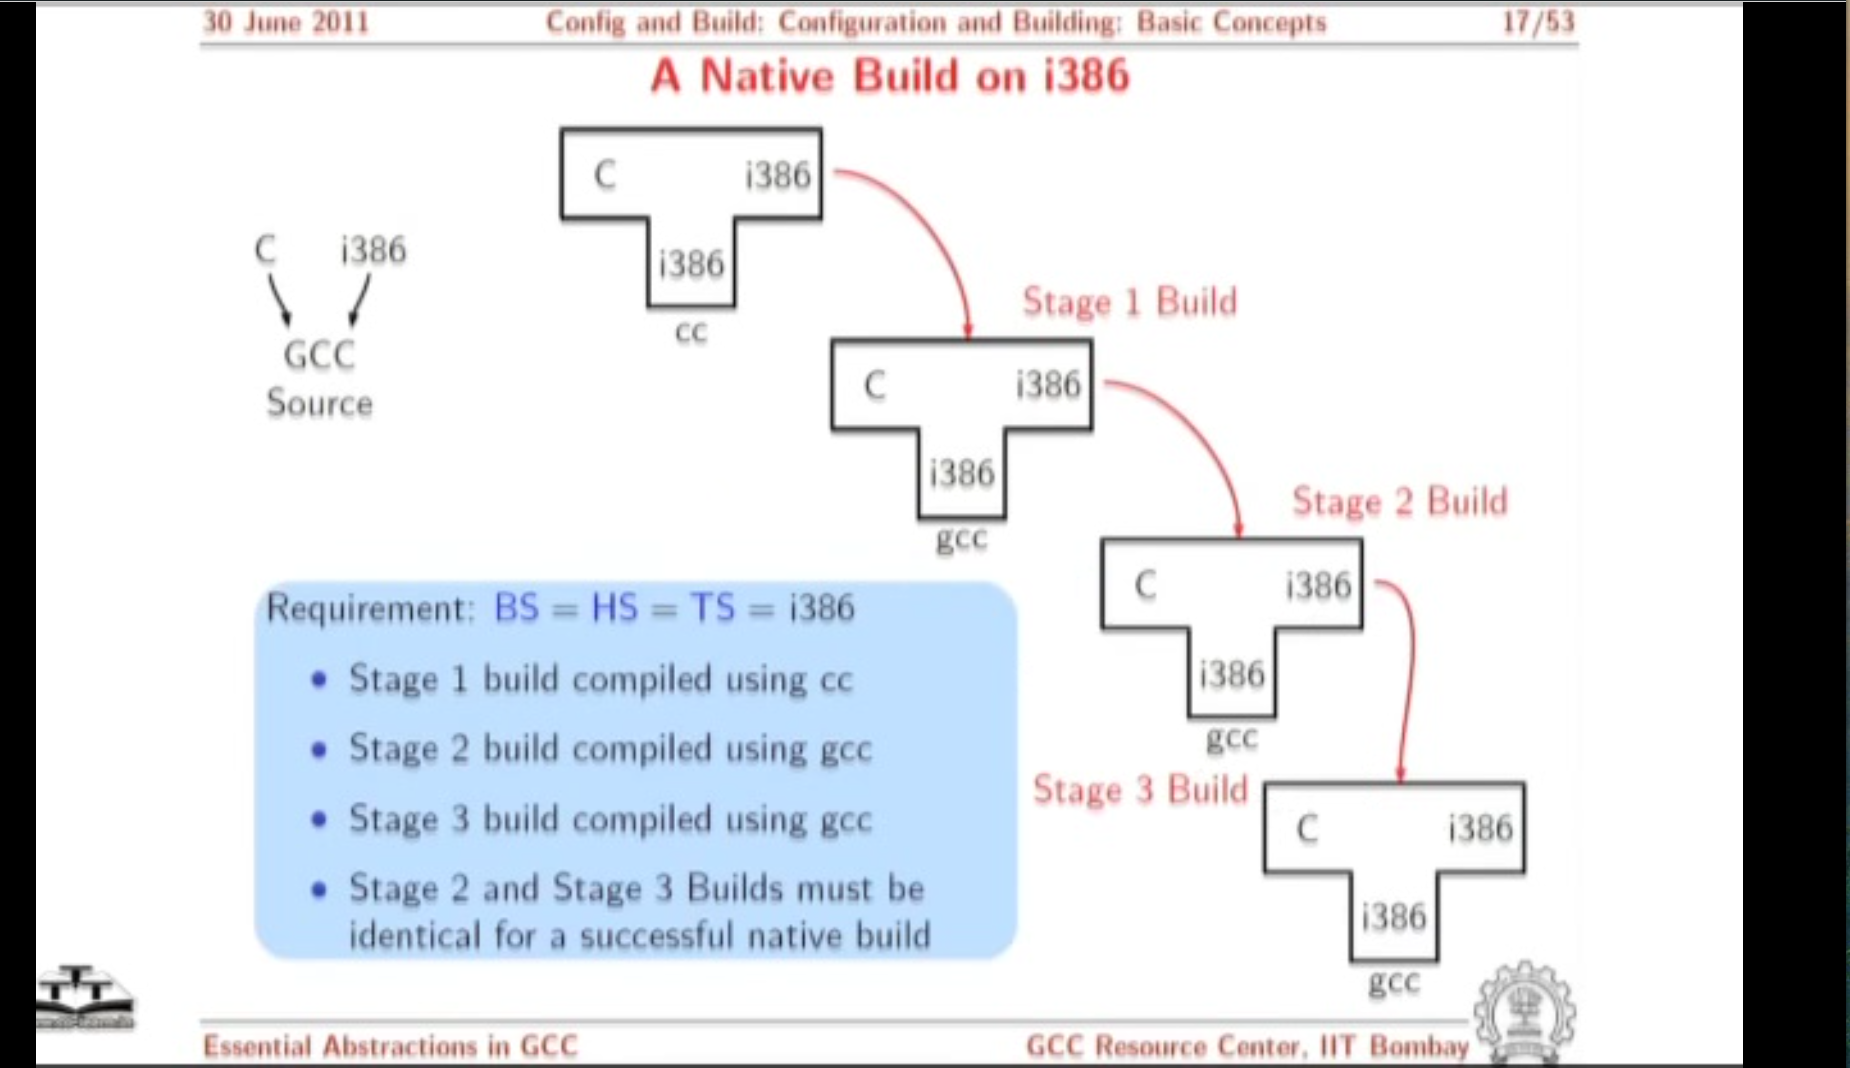 30 June 2011 Config and Build: Configuration and Building: Basic Concepts 17/53
A Native Build on i386
C i386
i386
cc
C i386
GCC
Source
Stage 1 Build
C i386
i386
gcc
Stage 2 Build
C i386
i386
gcc
Requirement: BS = HS = TS = i386
• Stage 1 build compiled using cc
• Stage 2 build compiled using gcc
• Stage 3 build compiled using gcc
• Stage 2 and Stage 3 Builds must be
identical for a successful native build
Stage 3 Build
C i386
i386
gcc
Essential Abstractions in GCC GCC Resource Center, IIT Bombay